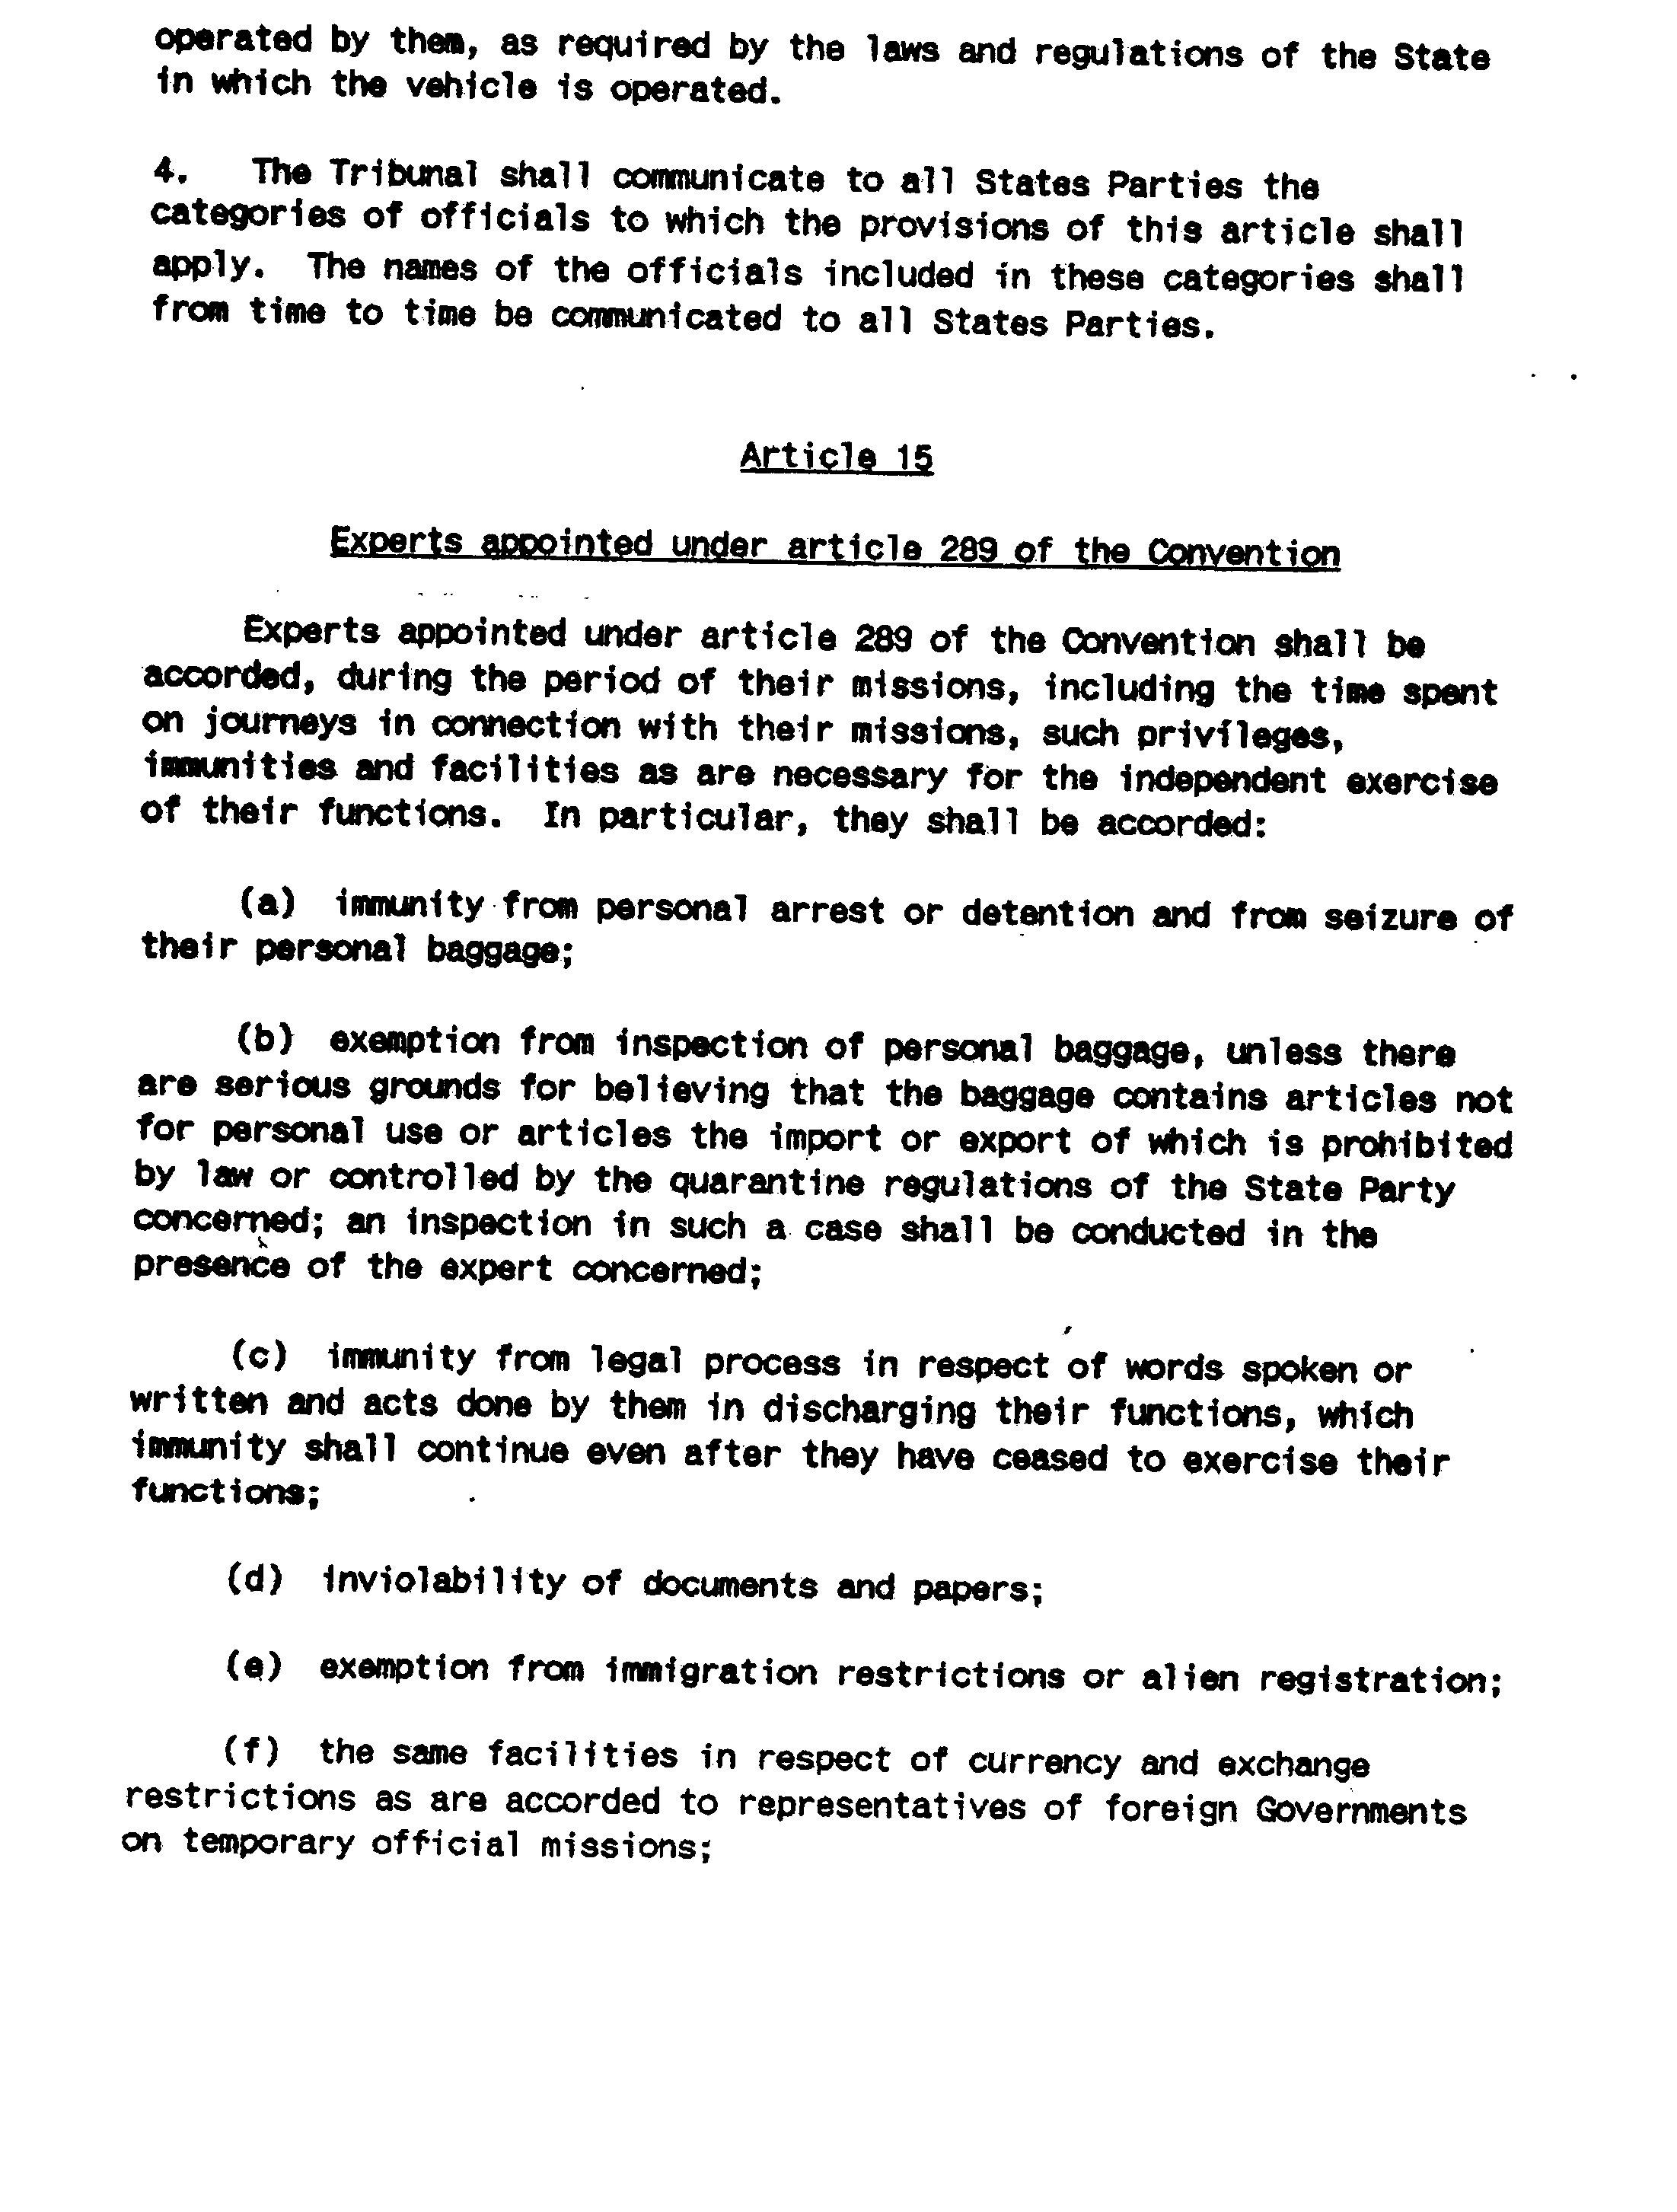 operated by them, as required by the laws and regulations of the State
in which the vehicle is operated.
4. The Tribunal shall communicate to all States Parties the
categories of officials to which the provisions of this article shall
apply. The names of the officials included in these categories shall
from time to time be communicated to all States Parties.
Article 15
Experts appointed under article 289 of the Convention
Experts appointed under article 289 of the Convention shall be
accorded, during the period of their missions, including the time spent
on journeys in connection with their missions, such privileges,
immunities and facilities as are necessary for the independent exercise
of their functions. In particular, they shall be accorded:
(a) immunity from personal arrest or detention and from seizure of
their personal baggage;
(b) exemption from inspection of personal baggage, unless there
are serious grounds for believing that the baggage contains articles not
for personal use or articles the import or export of which is prohibited
by law or controlled by the quarantine regulations of the State Party
concerned; an inspection in such a case shall be conducted in the
presence of the expert concerned;
(c) immunity from legal process in respect of words spoken or
written and acts done by them in discharging their functions, which
immunity shall continue even after they have ceased to exercise their
functions;
(d) inviolability of documents and papers;
(e) exemption from immigration restrictions or alien registration;
(f) the same facilities in respect of currency and exchange
restrictions as are accorded to representatives of foreign Governments
on temporary official missions;